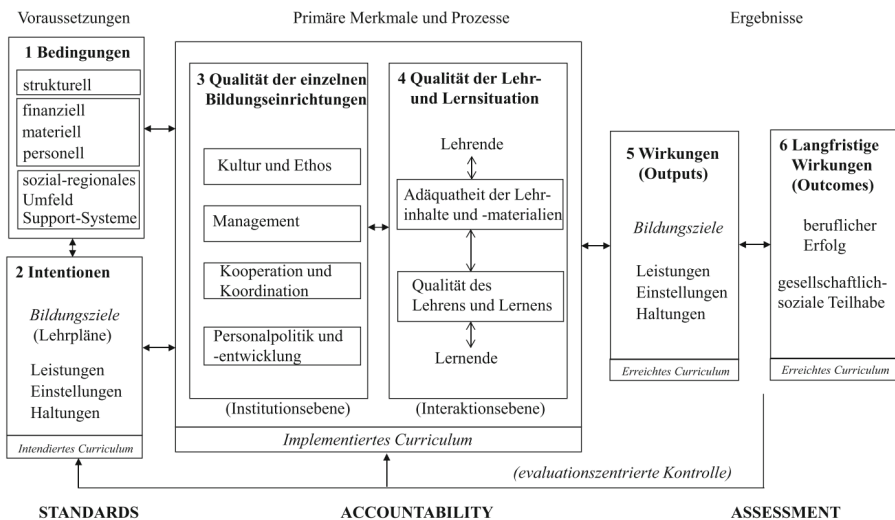 Voraussetzungen
Primäre Merkmale und Prozesse
Ergebnisse
1 Bedingungen
strukturell
finanziell
materiell
personell
sozial-regionales
Umfeld
Support-Systeme
2 Intentionen
Bildungsziele
(Lehrpläne)
Leistungen
Einstellungen
Haltungen
Intendiertes Curriculum
3 Qualität der einzelnen
Bildungseinrichtungen
Kultur und Ethos
Management
Kooperation und
Koordination
Personalpolitik und
-entwicklung
(Institutionsebene)
4 Qualität der Lehr-
und Lernsituation
Lehrende
Adäquatheit der Lehr-
inhalte und -materialien
Qualität des
Lehrens und Lernens
Lernende
(Interaktionsebene)
Implementiertes Curriculum
5 Wirkungen
(Outputs)
Bildungsziele
Leistungen
Einstellungen
Haltungen
Erreichtes Curriculum
6 Langfristige
Wirkungen
(Outcomes)
beruflicher
Erfolg
gesellschaftlich-
soziale Teilhabe
Erreichtes Curriculum
(evaluationszentrierte Kontrolle)
STANDARDS
ACCOUNTABILITY
ASSESSMENT